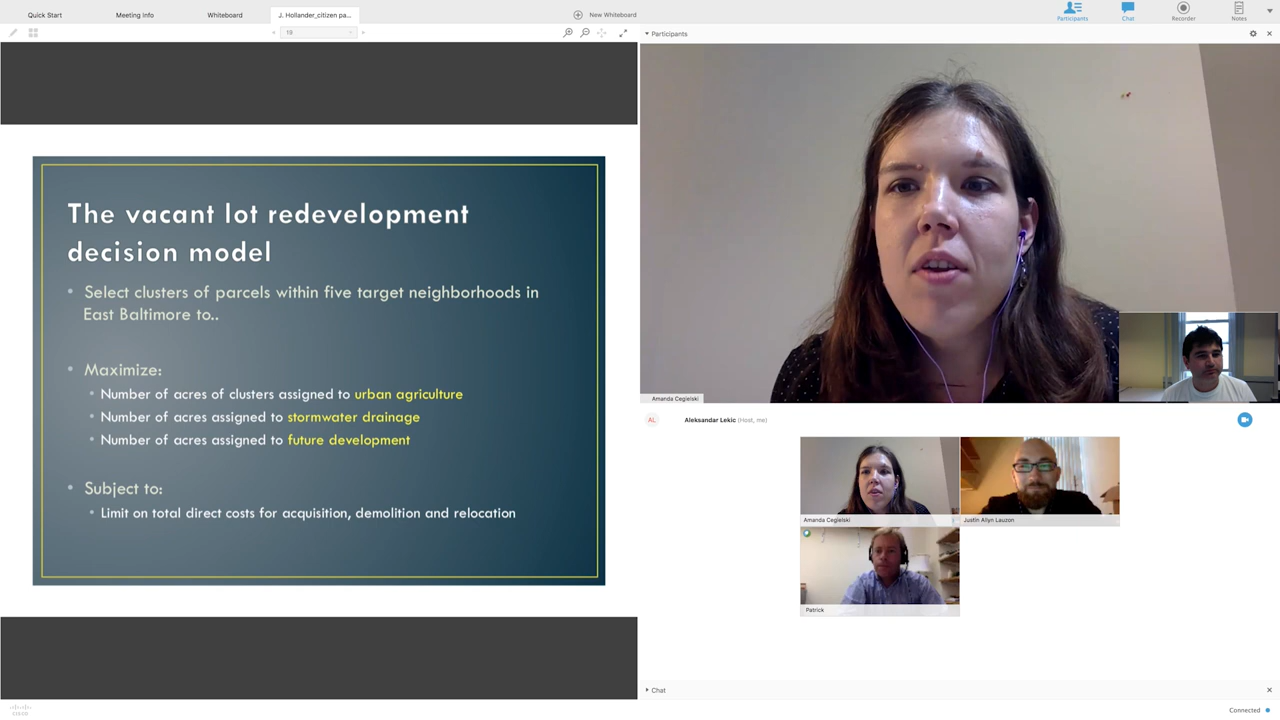 Quick Start
Meeting Info
Whiteboard
J. Hollander_citizen pa...
New Whiteboard
Participants
Chat
Recorder
Notes
19
Participants
The vacant lot redevelopment
decision model
• Select clusters of parcels within five target neighborhoods in
East Baltimore to..
• Maximize:
• Number of acres of clusters assigned to urban agriculture
• Number of acres assigned to stormwater drainage
• Number of acres assigned to future development
• Subject to:
• Limit on total direct costs for acquisition, demolition and relocation
Amanda Cegielski
AL
Aleksandar Lekic (Host, me)
Amanda Cegielski
Justin Allyn Lauzon
Patrick
Chat
Connected
CISCO